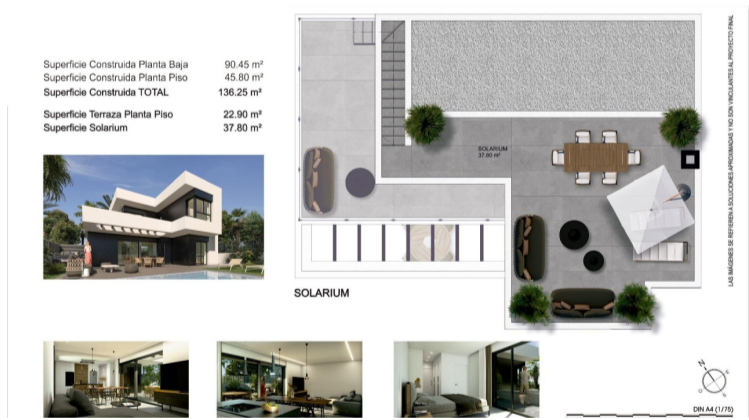 Superficie Construida Planta Baja 90.45 m²
Superficie Construida Planta Piso 45.80 m²
Superficie Construida TOTAL 136.25 m²
Superficie Terraza Planta Piso 22.90 m²
Superficie Solarium 37.80 m²
SOLARIUM
37.80 m²
LAS IMÁGENES SE REFIEREN A SOLUCIONES APROXIMADAS Y NO SON VINCULANTES AL PROYECTO FINAL
SOLARIUM
N
DIN A4 (1/75)